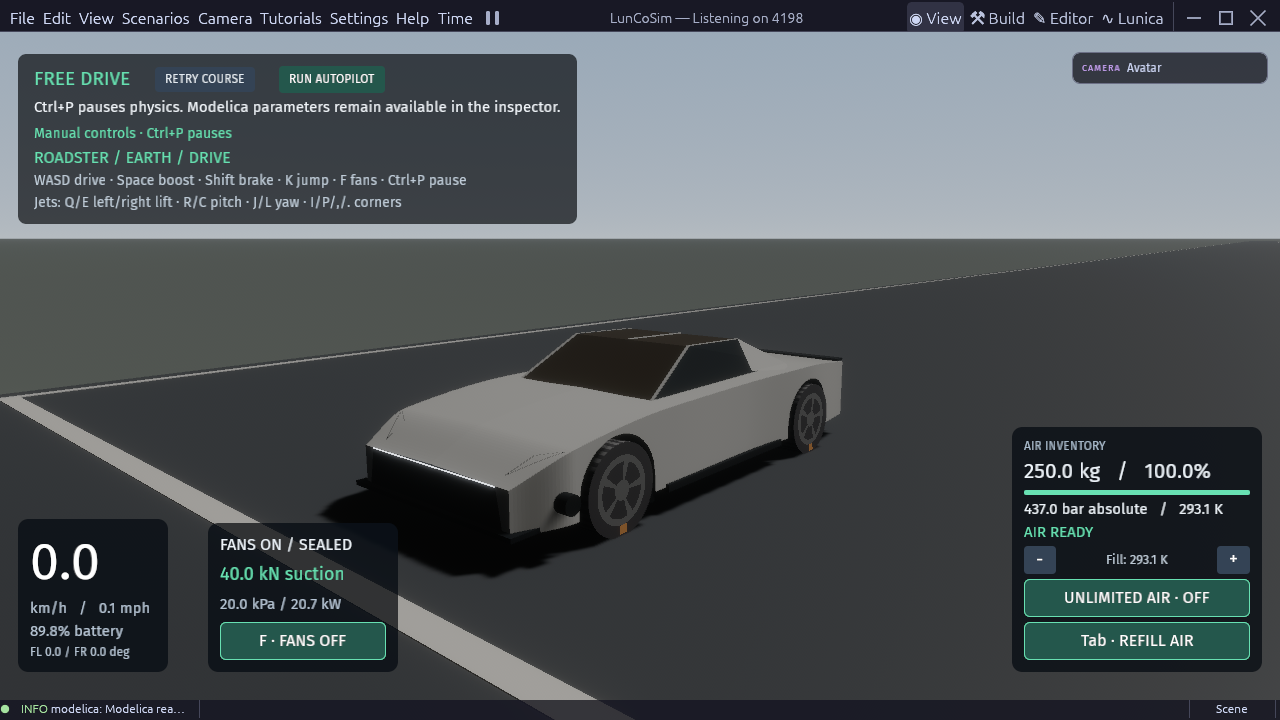 File Edit View Scenarios Camera Tutorials Settings Help Time
LunCoSim — Listening on 4198
View Build Editor Lunica
FREE DRIVE RETRY COURSE RUN AUTOPILOT
Ctrl+P pauses physics. Modelica parameters remain available in the inspector.
Manual controls · Ctrl+P pauses
ROADSTER / EARTH / DRIVE
WASD drive · Space boost · Shift brake · K jump · F fans · Ctrl+P pause
Jets: Q/E left/right lift · R/C pitch · J/L yaw · I/P/,/. corners
CAMERA Avatar
0.0
km/h / 0.1 mph
89.8% battery
FL 0.0 / FR 0.0 deg
FANS ON / SEALED
40.0 kN suction
20.0 kPa / 20.7 kW
F · FANS OFF
AIR INVENTORY
250.0 kg / 100.0%
437.0 bar absolute / 293.1 K
AIR READY
- Fill: 293.1 K +
UNLIMITED AIR · OFF
Tab · REFILL AIR
INFO modelica: Modelica rea...
Scene